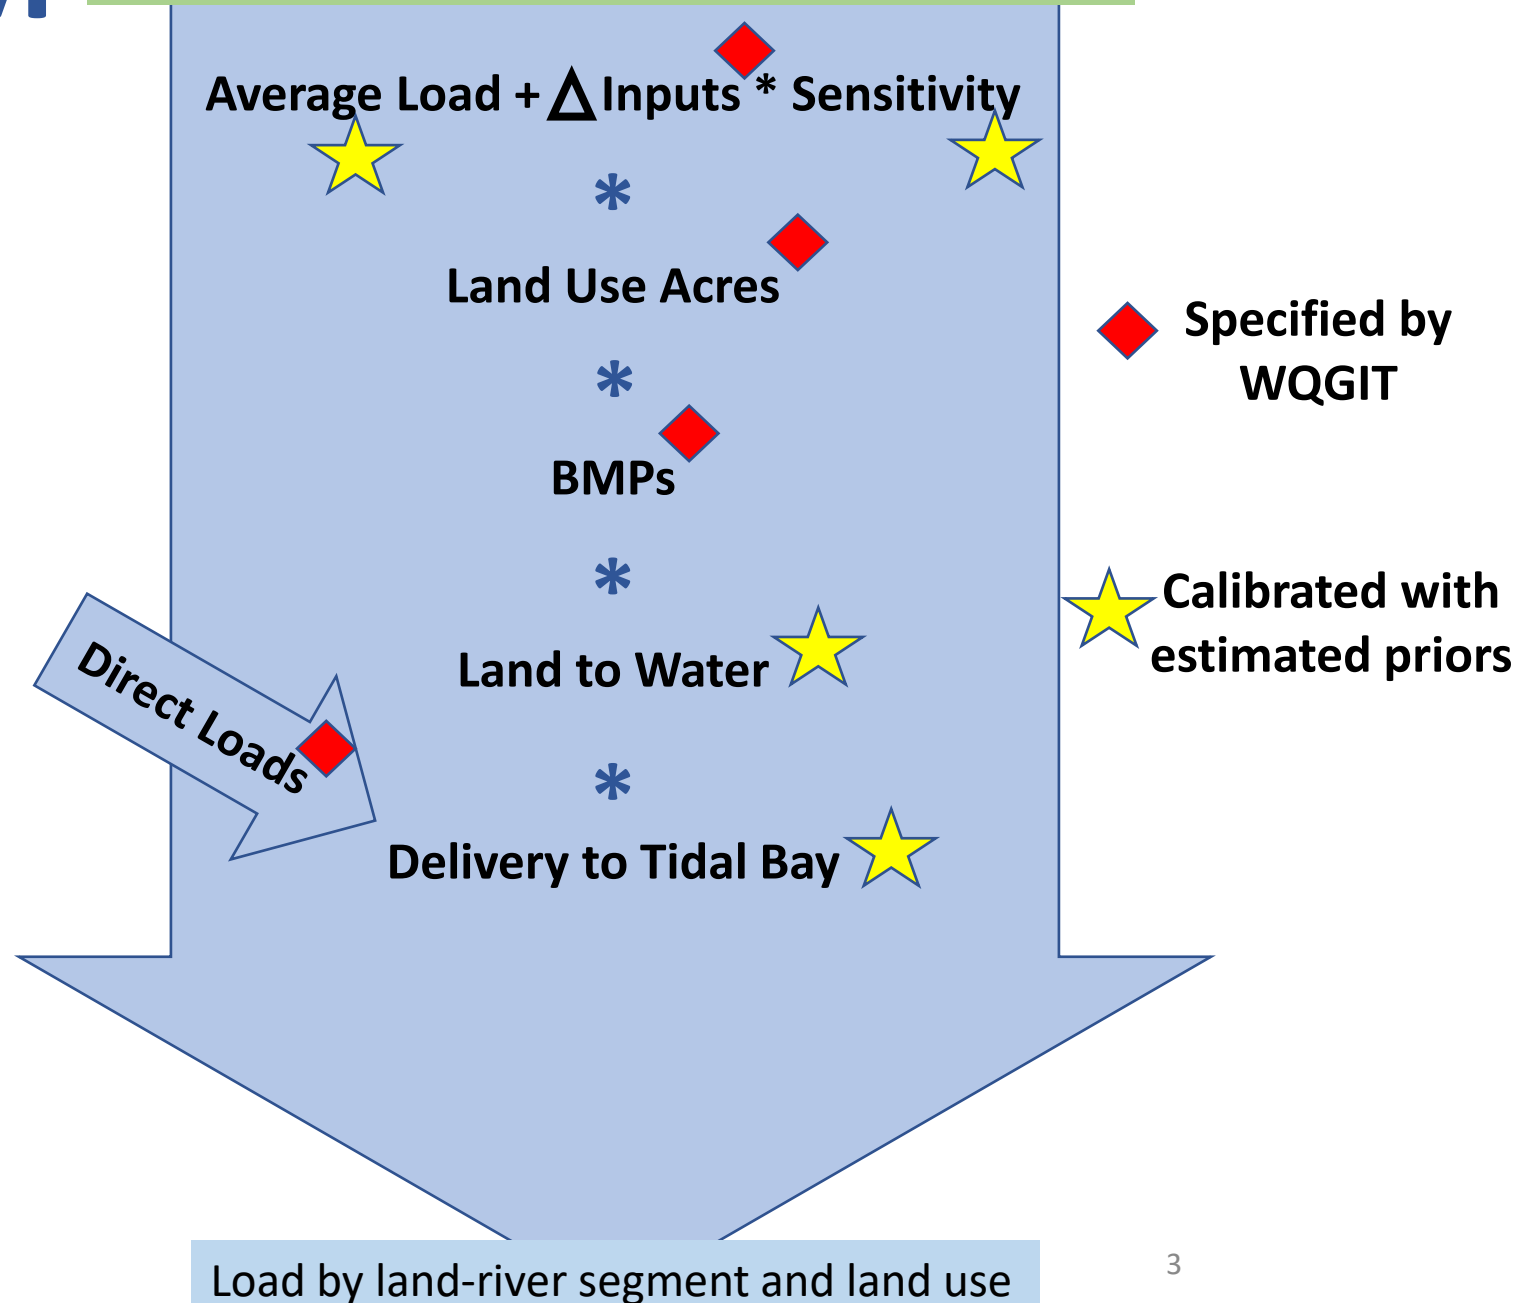 Average Load + Δ Inputs * Sensitivity
*
Land Use Acres
*
BMPs
*
Land to Water
*
Delivery to Tidal Bay
Direct Loads
Specified by
WQGIT
Calibrated with
estimated priors
Load by land-river segment and land use
3